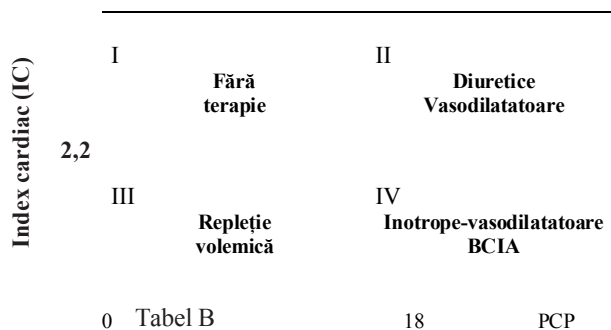 I
II
Fără
terapie
Diuretice
Vasodilatatoare
Index cardiac (IC)
2,2
III
IV
Repleție
volemică
Inotrope-vasodilatatoare
BCIA
0 Tabel B 18 PCP